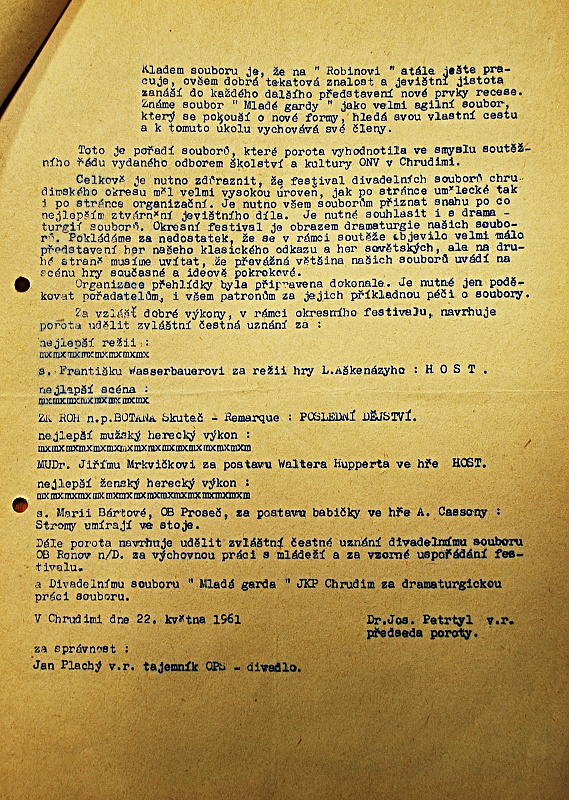 Kladem souboru je, že na " Robinovi " stále ješte pra-
cuje, ovšem dobrá tekstová znalost a jevištní jistota
zanáší do každého dalšího představení nové prvky recese.
Známe soubor " Mladé gardy " jako velmi agilní soubor,
který se pokouší o nové formy, hledá svou vlastní cestu
a k tomuto úkolu vychovává své členy.
Toto je pořadí souborů, které porota vyhodnotila ve smyslu soutěž-
ního řádu vydaného odborem školství a kultury ONV v Chrudimi.
Celkově je nutno zdůraznit, že festival divadelních souborů chru
dimského okresu měl velmi vysokou úroven, jak po stránce umělecké tak
i po stránce organizační. Je nutno všem souborům přiznat snahu po co
nejlepším ztvárnění jevištního díla. Je nutné souhlasit i s drama -
turgií souborů. Okresní festival je obrazem dramaturgie našich soubo-
rů. Pokládáme za nedostatek, že se v rámci soutěže objevilo velmi málo
představení her našeho klasického odkazu a her sovětských, ale na dru-
hé straně musíme uvítat, že převážná většina našich souborů uvádí na
scénu hry současné a ideově pokrokové.
Organizace přehlídky byla připravena dokonale. Je nutné jen podě-
kovat pořadatelům, i všem patronům za jejich příkladnou péči o soubory.
Za vzlášť dobré výkony, v rámci okresního festivalu, navrhuje
porota udělit zvláštní čestná uznání za :
nejlepší režii :
mxmxmxmxmxmxmxmx
s. Františku Wasserbauerovi za režii hry L.Aškenázyho : H O S T .
nejlepší scéna :
mxmxmxmxmxmxmxmx
ZK ROH n.p.BOTANA Skuteč - Remarque : POSLEDNÍ DĚJSTVÍ.
nejlepší mužský herecký výkon :
mxmxmxmxmxmxmxmxmxmxmxmxmxmxmxm
MUDr. Jiřímu Mrkvičkovi za postavu Waltera Hupperta ve hře HOST.
nejlepší ženský herecký výkon :
mxmxmxmxmxmxmxmxmxmxmxmxmxmxmxm
s. Marii Bártové, OB Proseč, za postavu babičky ve hře A. Cassony :
Stromy umírají ve stoje.
Dále porota navrhuje udělit zvláštní čestné uznání divadelnímu souboru
OB Ronov n/D. za výchovnou práci s mládeží a za vzorné uspořádání fes-
tivalu.
a Divadelnímu souboru " Mladá garda " JKP Chrudim za dramaturgickou
práci souboru.
V Chrudimi dne 22. května 1961 Dr.Jos. Petrtyl v.r.
předseda poroty.
za správnost :
Jan Plachý v.r. tajemník OPS - divadlo.